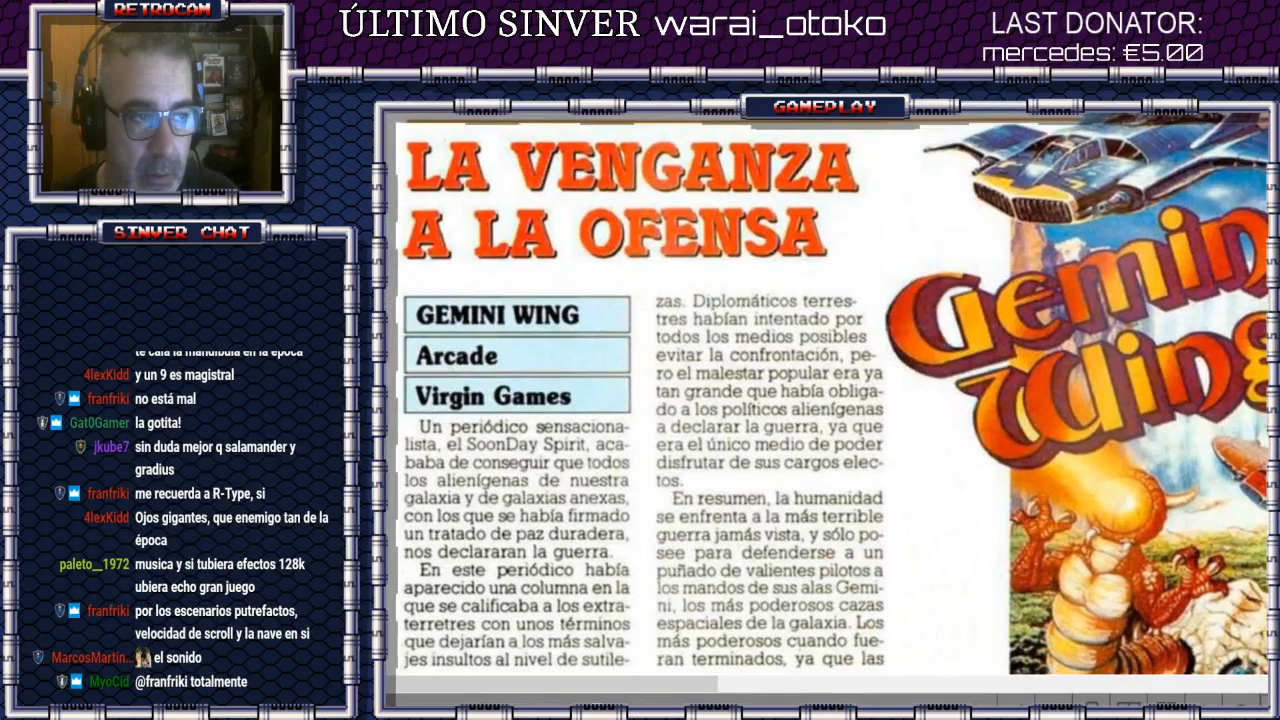 RETROCAM
ÚLTIMO SINVER warai_otoko
LAST DONATOR:
mercedes: €5.00
GAMEPLAY
SINVER CHAT
te caía la mandíbula en la época
4lexKidd y un 9 es magistral
franfriki no está mal
Gat0Gamer la gotita!
jkube7 sin duda mejor q salamander y
gradius
franfriki me recuerda a R-Type, si
4lexKidd Ojos gigantes, que enemigo tan de la
época
paleto__1972 musica y si tubiera efectos 128k
ubiera echo gran juego
franfriki por los escenarios putrefactos,
velocidad de scroll y la nave en si
MarcosMartin... el sonido
MyoCid @franfriki totalmente
LA VENGANZA
A LA OFENSA
GEMINI WING
Arcade
Virgin Games
Un periódico sensaciona-
lista, el SoonDay Spirit, aca-
baba de conseguir que todos
los alienígenas de nuestra
galaxia y de galaxias anexas,
con los que se había firmado
un tratado de paz duradera,
nos declararan la guerra.
En este periódico había
aparecido una columna en la
que se calificaba a los extra-
terretres con unos términos
que dejarían a los más salva-
jes insultos al nivel de sutile-
zas. Diplomáticos terres-
tres habían intentado por
todos los medios posibles
evitar la confrontación, pe-
ro el malestar popular era ya
tan grande que había obliga-
do a los políticos alienígenas
a declarar la guerra, ya que
era el único medio de poder
disfrutar de sus cargos elec-
tos.
En resumen, la humanidad
se enfrenta a la más terrible
guerra jamás vista, y sólo po-
see para defenderse a un
puñado de valientes pilotos a
los mandos de sus alas Gemi-
ni, los más poderosos cazas
espaciales de la galaxia. Los
más poderosos cuando fue-
ran terminados, ya que las
Gemin
Wing